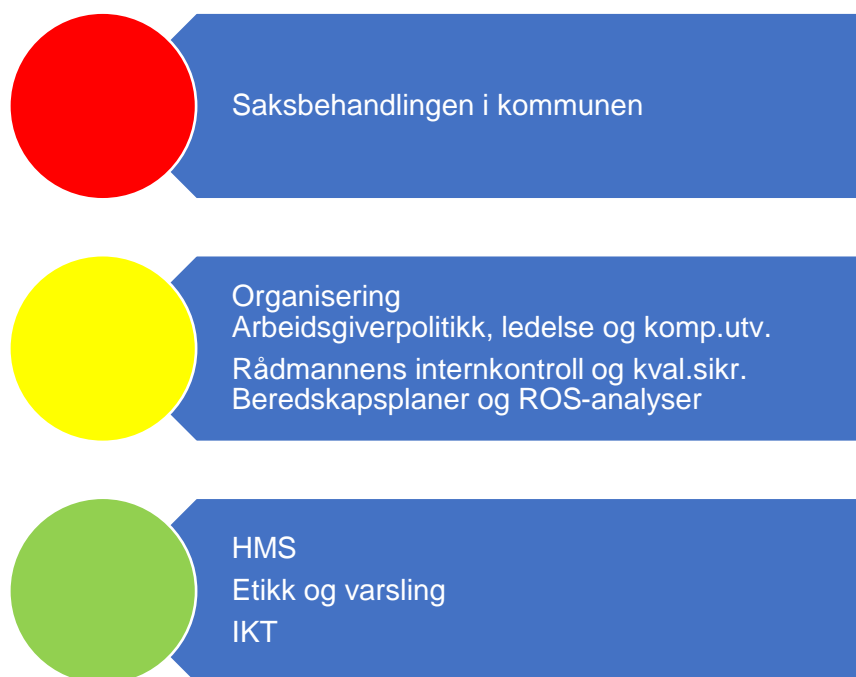 Saksbehandlingen i kommunen
Organisering
Arbeidsgiverpolitikk, ledelse og komp.utv.
Rådmannens internkontroll og kval.sikr.
Beredskapsplaner og ROS-analyser
HMS
Etikk og varsling
IKT